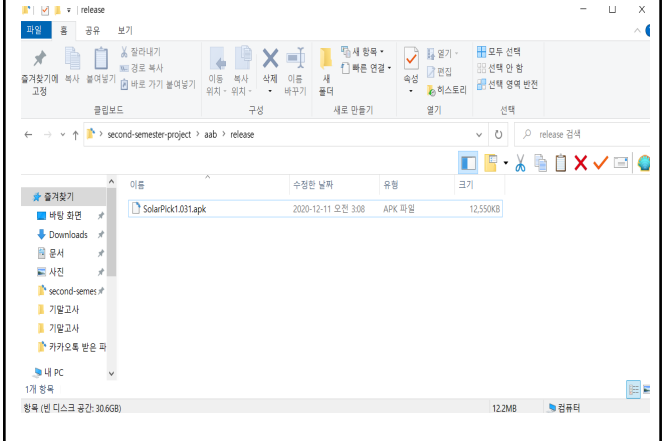 release
파일 홈 공유 보기
즐겨찾기에 고정
복사
붙여넣기
잘라내기
경로 복사
바로 가기 붙여넣기
클립보드
이동 위치
복사 위치
삭제
이름 바꾸기
구성
새 폴더
새 항목
빠른 연결
새로 만들기
속성
열기
편집
히스토리
열기
모두 선택
선택 안 함
선택 영역 반전
선택
second-semester-project > aab > release
release 검색
이름 수정한 날짜 유형 크기
SolarPick1.031.apk 2020-12-11 오전 3:08 APK 파일 12,550KB
즐겨찾기
바탕 화면
Downloads
문서
사진
second-semes
기말고사
기말고사
카카오톡 받은 파
내 PC
1개 항목
항목 (빈 디스크 공간: 30.6GB) 12.2MB 컴퓨터